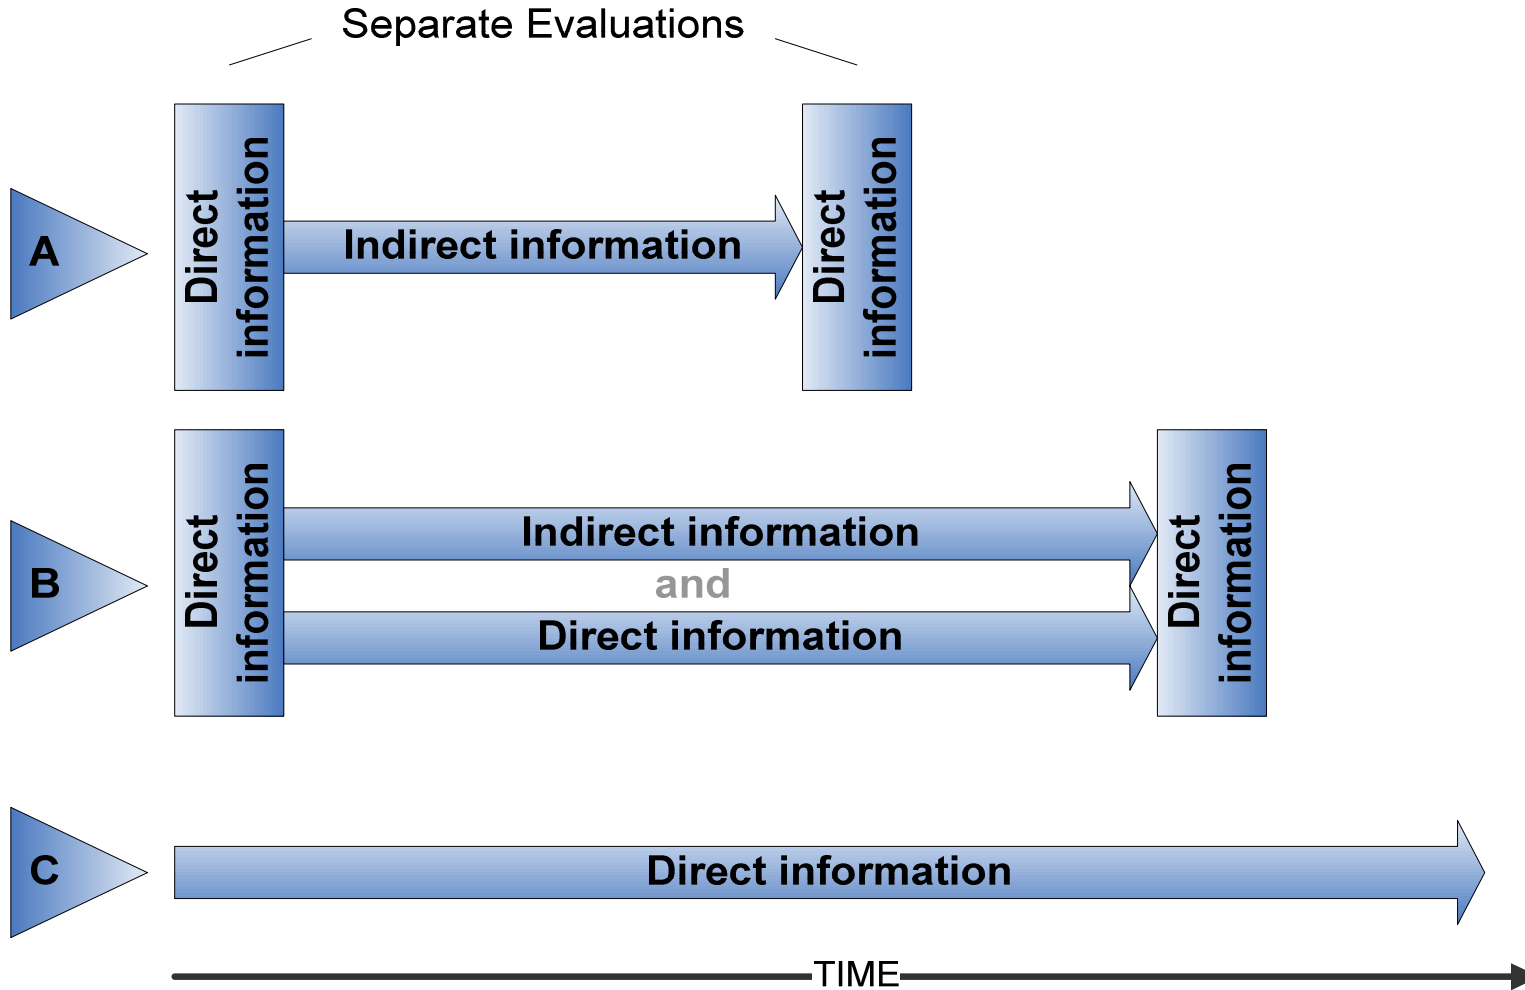 Separate Evaluations
A
Direct
information
Indirect information
Direct
information
B
Direct
information
Indirect information
and
Direct information
Direct
information
C
Direct information
TIME